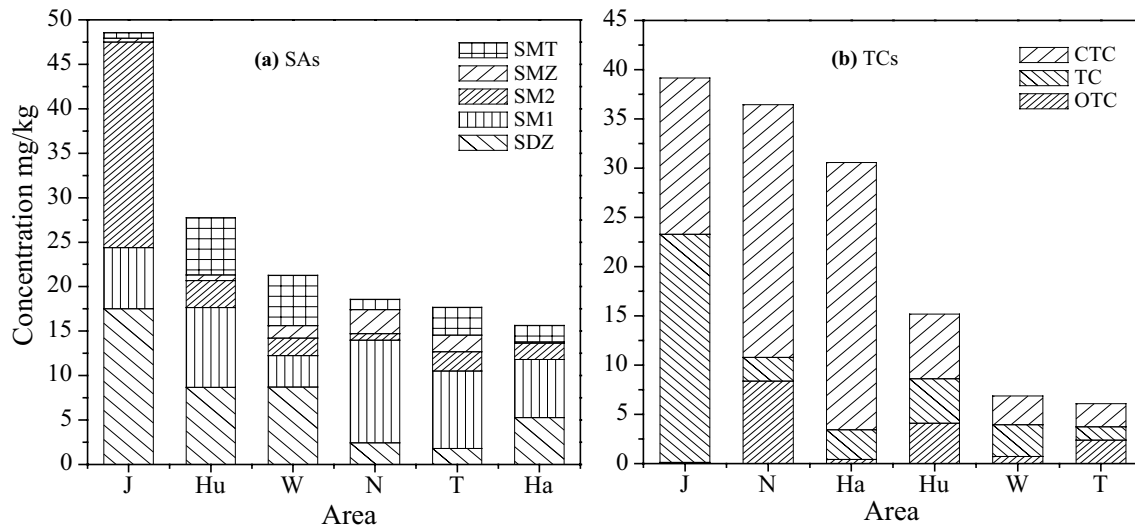 50
45
40
35
30
25
20
15
10
5
0
Concentration mg/kg
(a) SAs
SMT
SMZ
SM2
SM1
SDZ
J Hu W N T Ha
Area
45
40
35
30
25
20
15
10
5
0
(b) TCs
CTC
TC
OTC
J N Ha Hu W T
Area